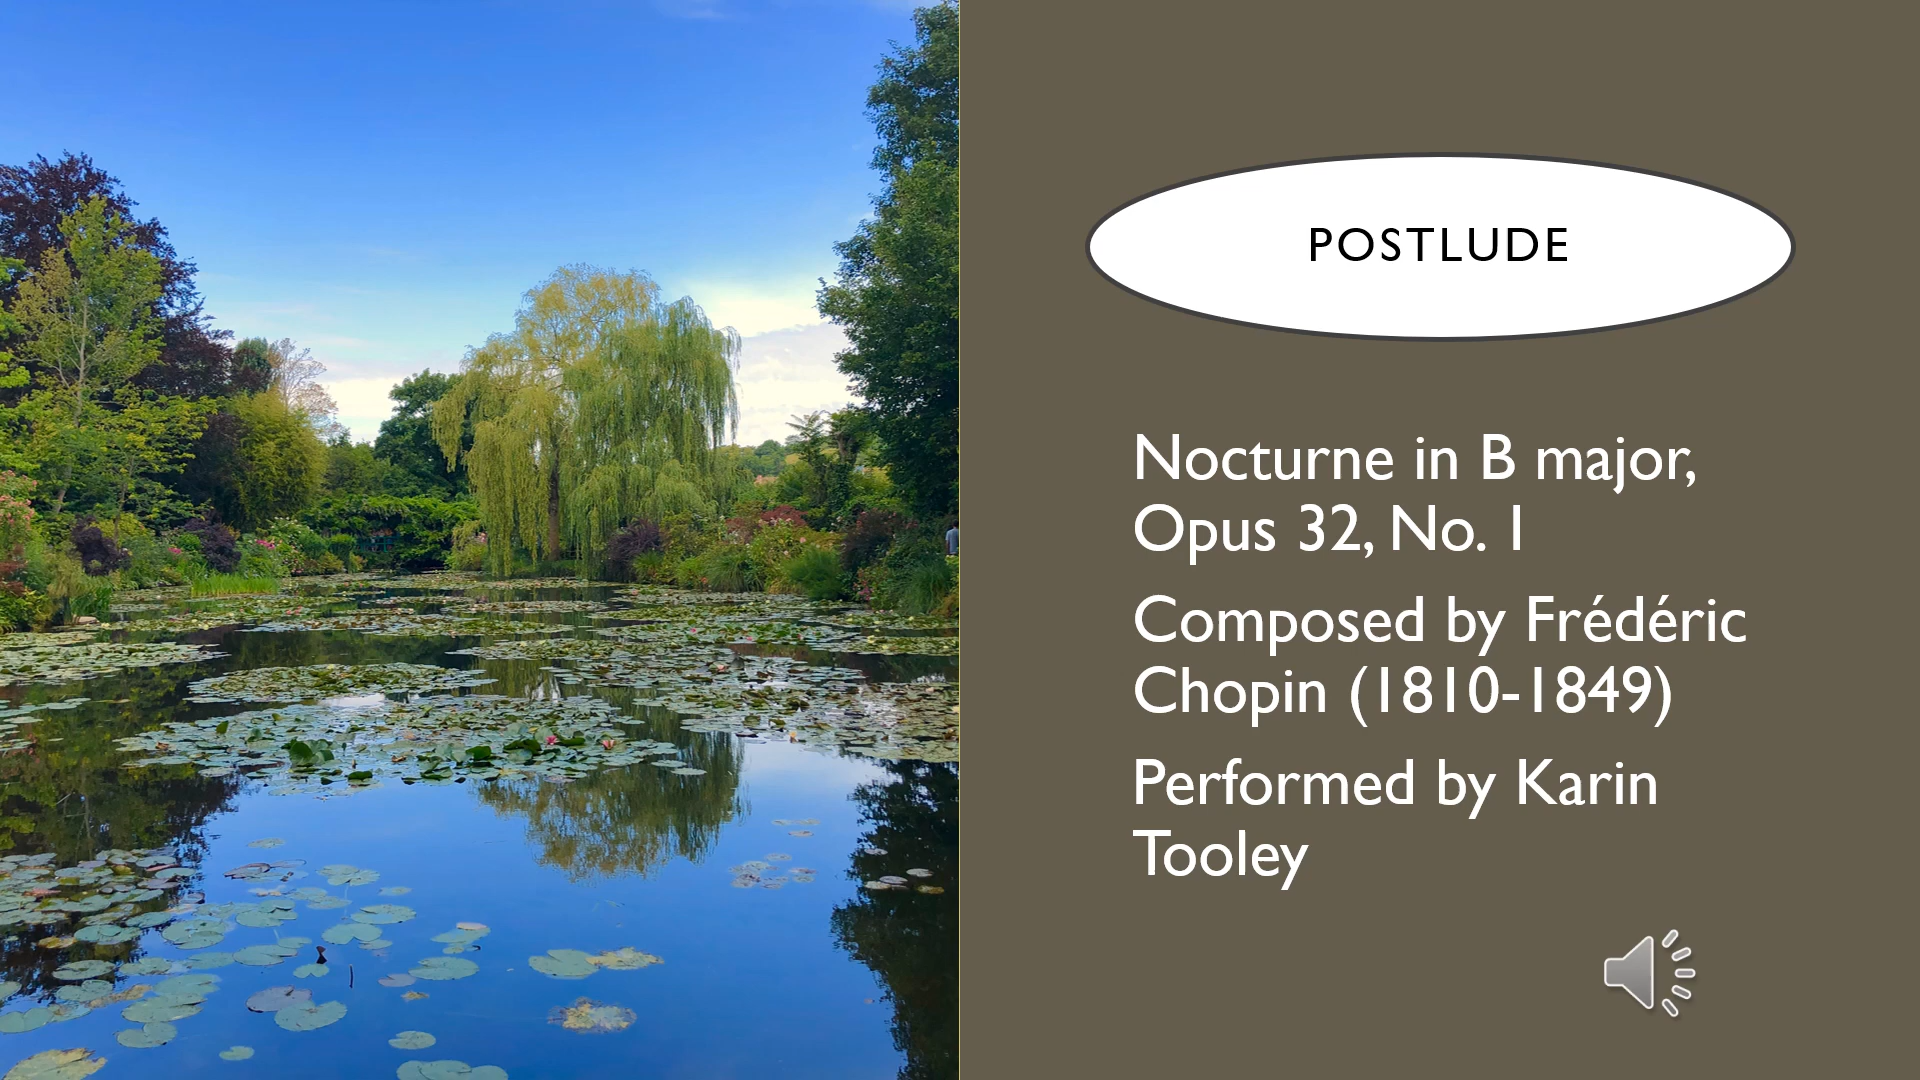 POSTLUDE
Nocturne in B major,
Opus 32, No. 1
Composed by Frédéric
Chopin (1810-1849)
Performed by Karin
Tooley